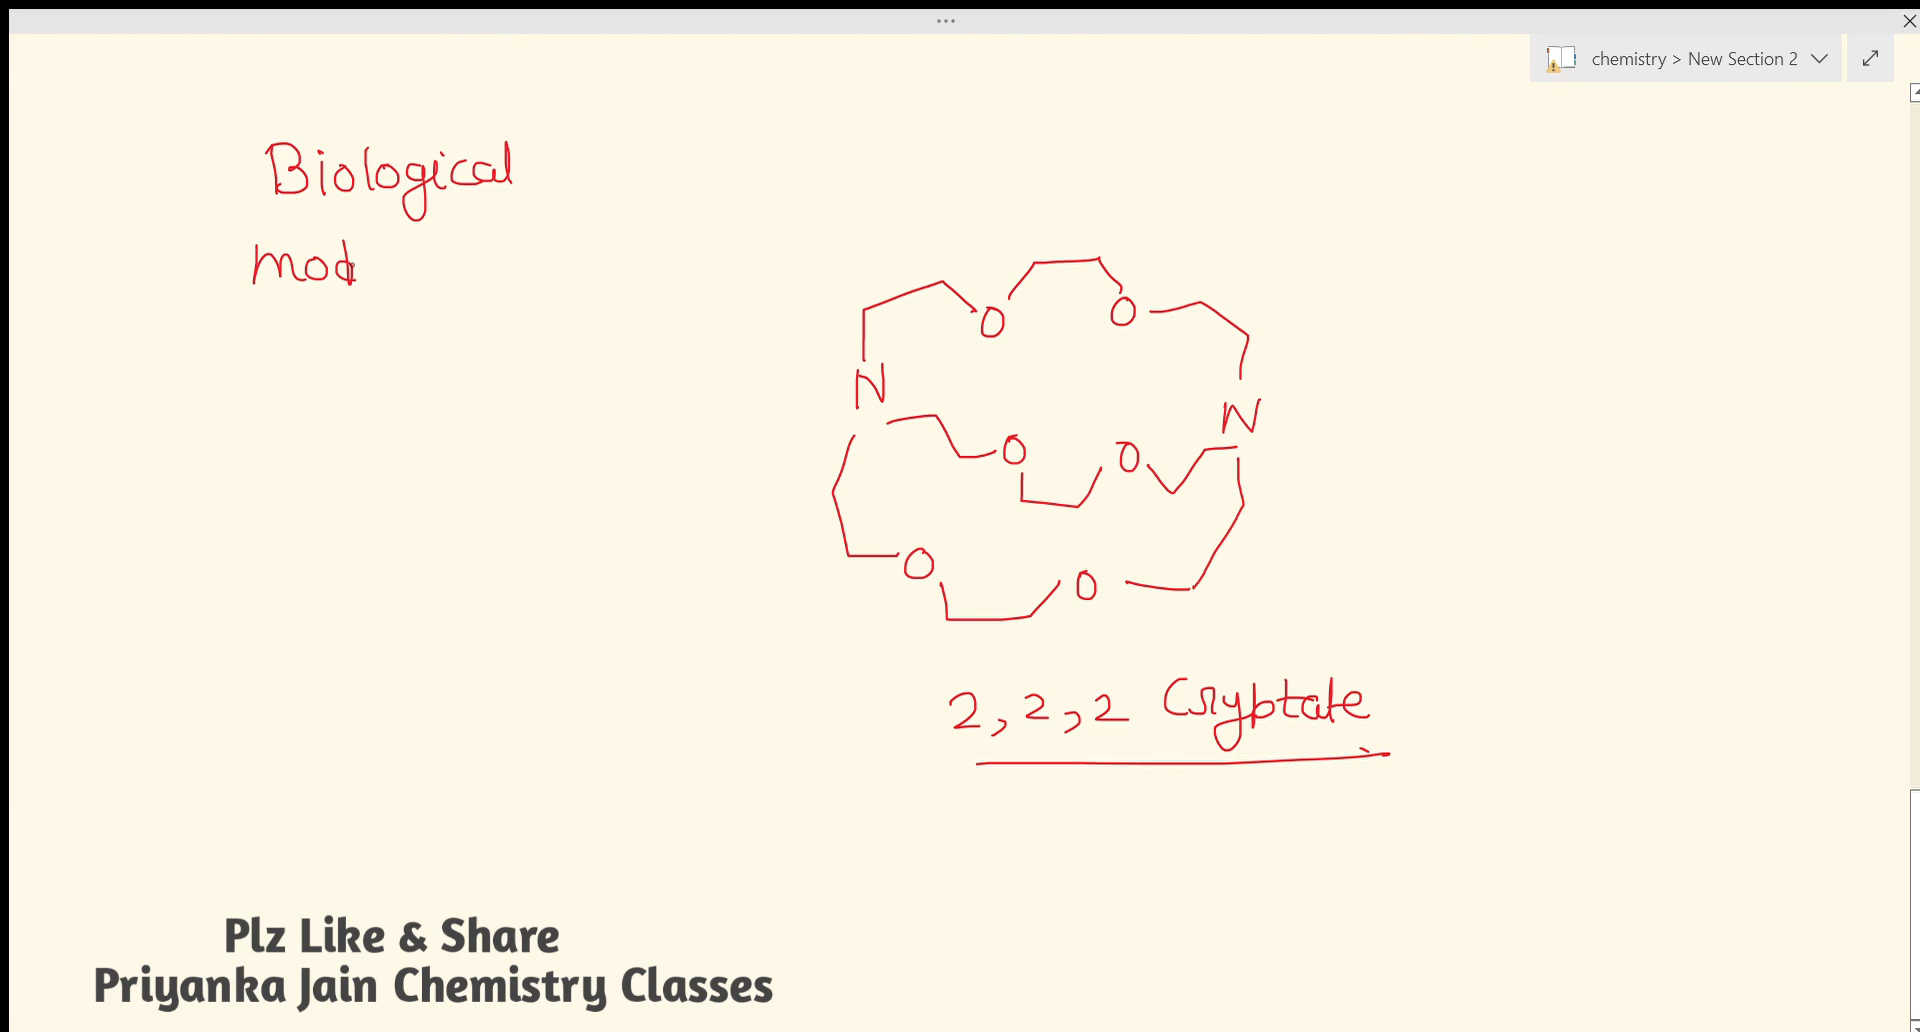 chemistry > New Section 2
Biological
mod
O O
N
N
O O
O O
2, 2, 2 Cryptate
Plz Like & Share
Priyanka Jain Chemistry Classes